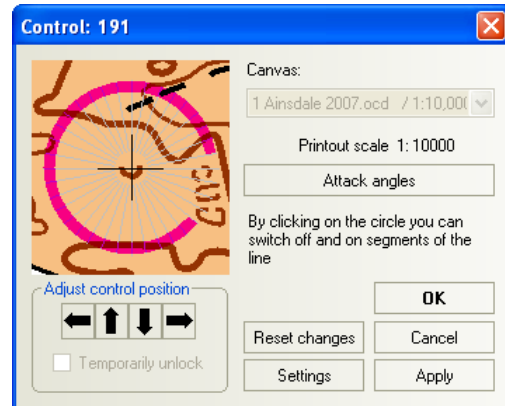 Control: 191
Canvas:
1 Ainsdale 2007.ocd / 1:10,00(
Printout scale 1: 10000
Attack angles
By clicking on the circle you can
switch off and on segments of the
line
Adjust control position
Temporarily unlock
OK
Reset changes
Cancel
Settings
Apply